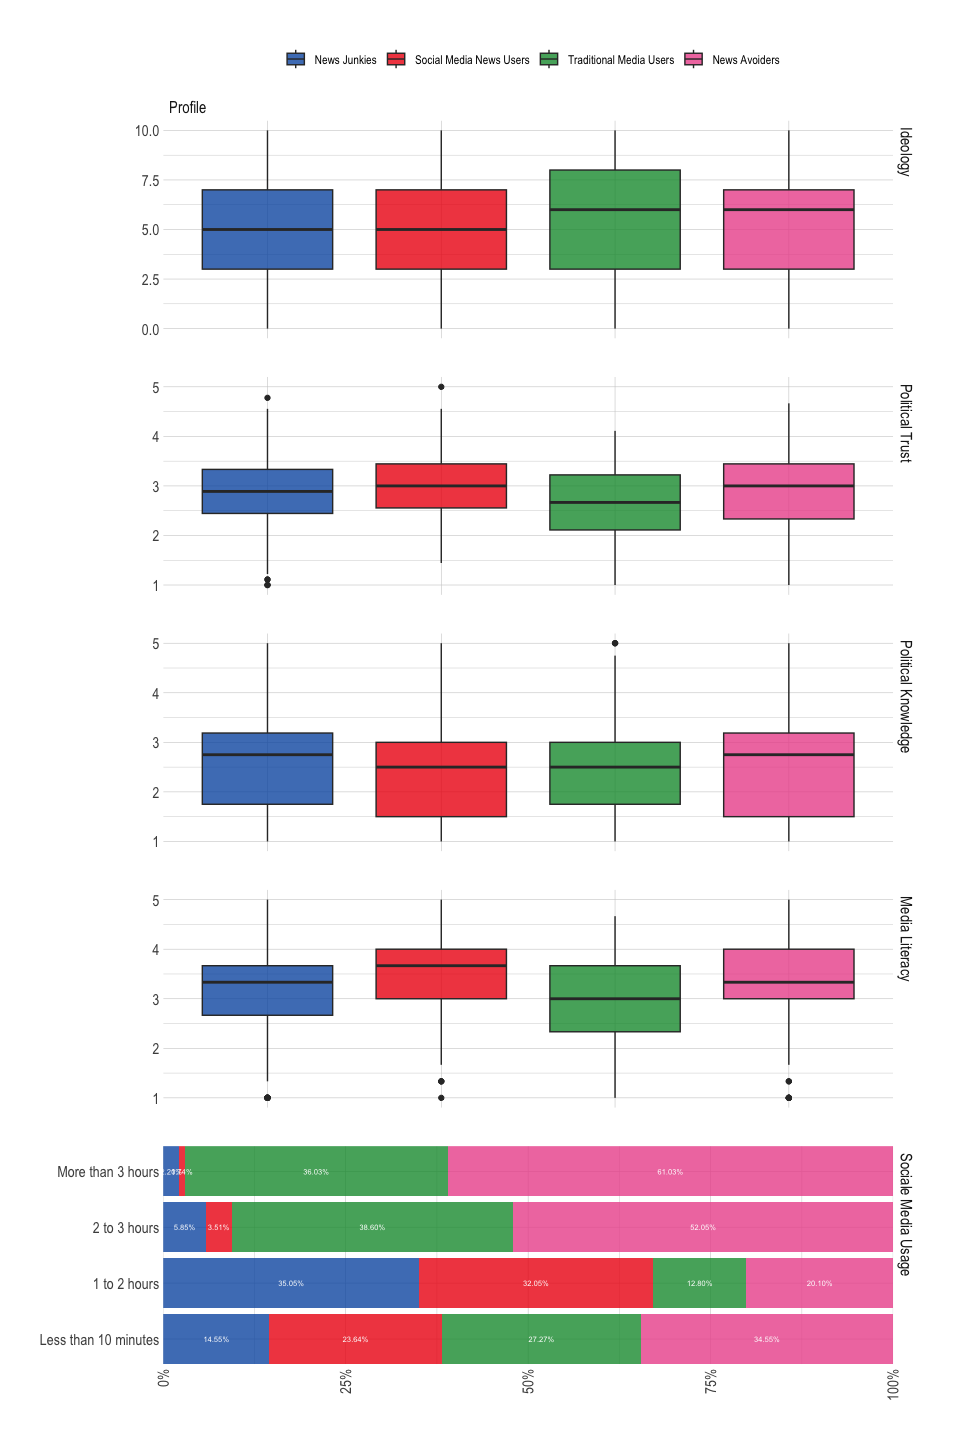 News Junkies Social Media News Users Traditional Media Users News Avoiders
Profile
Ideology
10.0
7.5
5.0
2.5
0.0
Political Trust
5
4
3
2
1
Political Knowledge
5
4
3
2
1
Media Literacy
5
4
3
2
1
Sociale Media Usage
More than 3 hours 36.03% 61.03%
2 to 3 hours 5.85% 3.51% 38.60% 52.05%
1 to 2 hours 35.05% 32.05% 12.80% 20.10%
Less than 10 minutes 14.55% 23.64% 27.27% 34.55%
0% 25% 50% 75% 100%